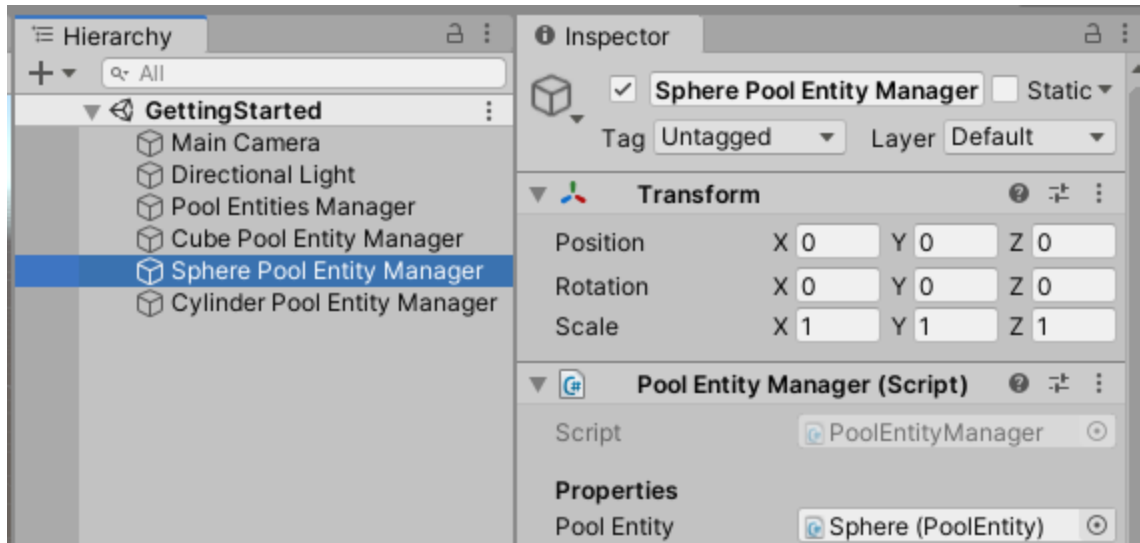 Hierarchy
All
GettingStarted
Main Camera
Directional Light
Pool Entities Manager
Cube Pool Entity Manager
Sphere Pool Entity Manager
Cylinder Pool Entity Manager
Inspector
Sphere Pool Entity Manager Static
Tag Untagged Layer Default
Transform
Position X 0 Y 0 Z 0
Rotation X 0 Y 0 Z 0
Scale X 1 Y 1 Z 1
Pool Entity Manager (Script)
Script PoolEntityManager
Properties
Pool Entity Sphere (PoolEntity)